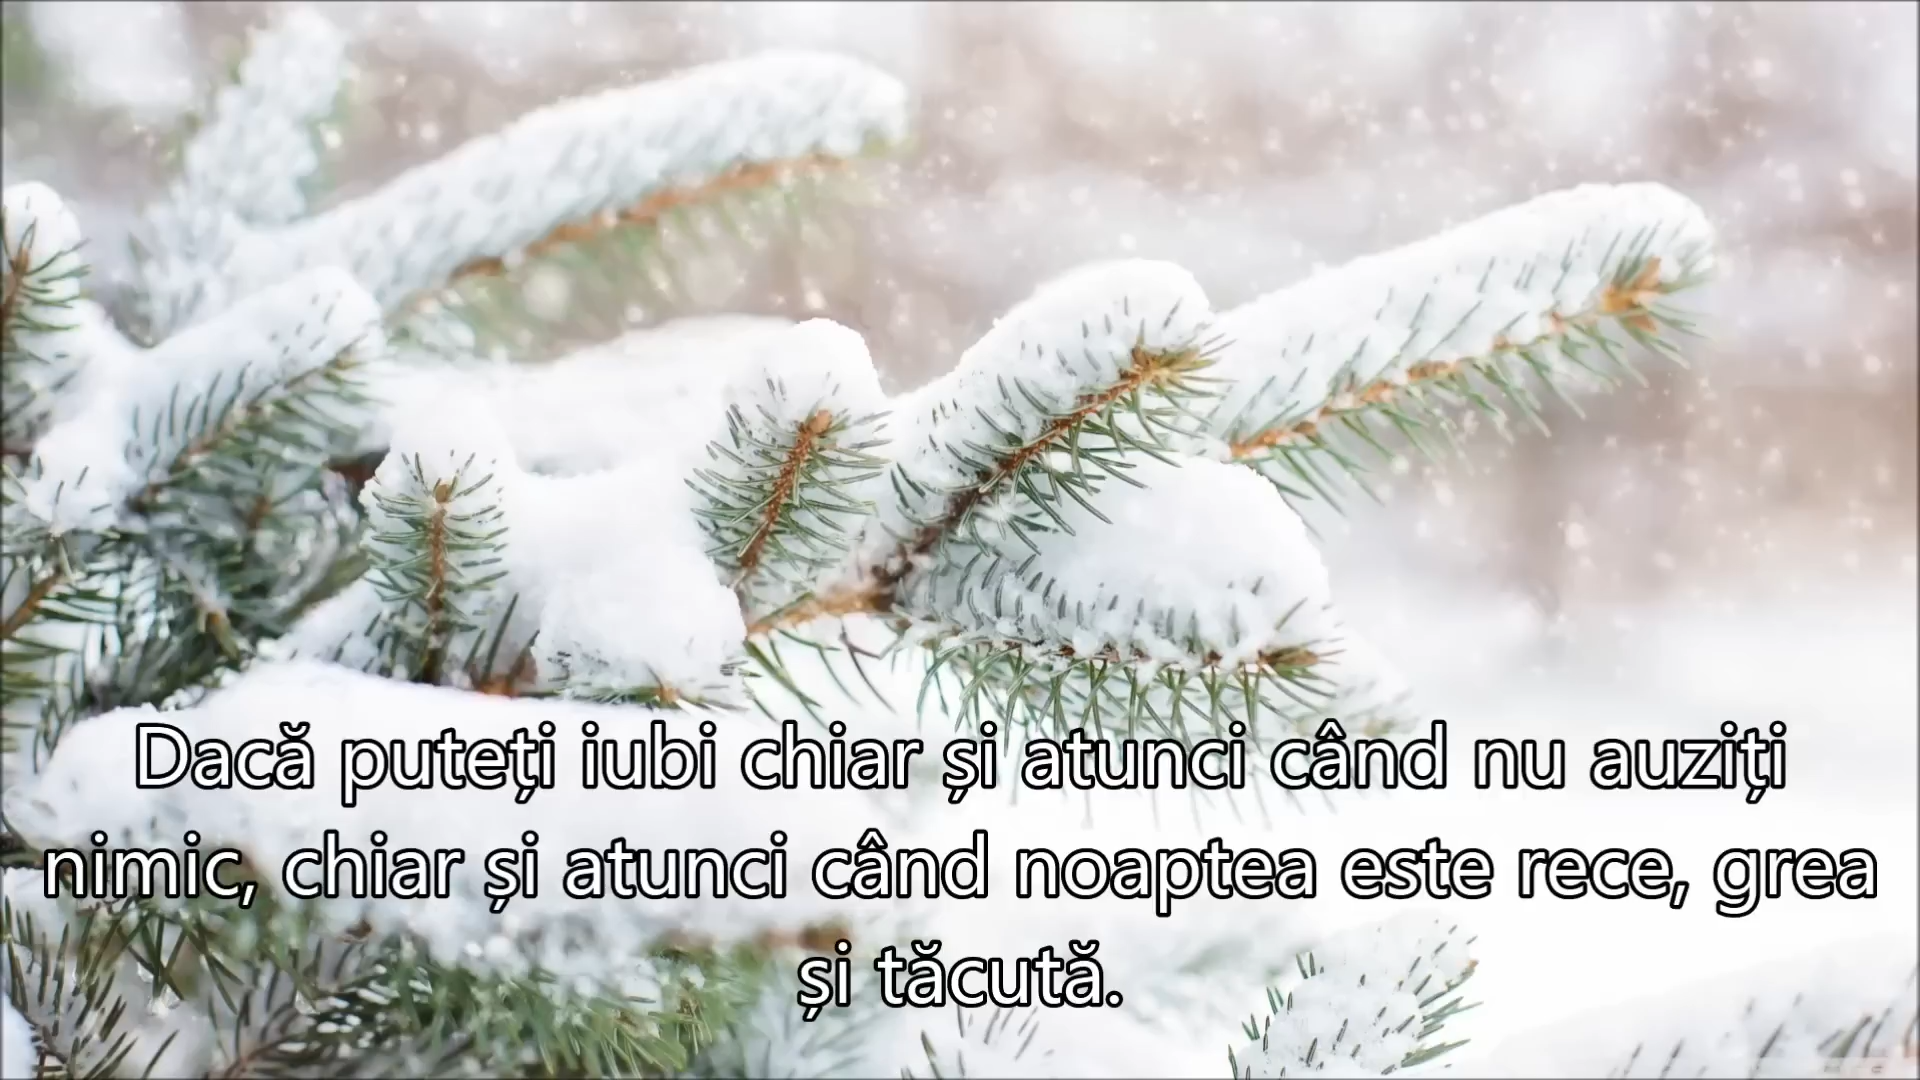 Dacă puteți iubi chiar și atunci când nu auziți
nimic, chiar și atunci când noaptea este rece, grea
și tăcută.